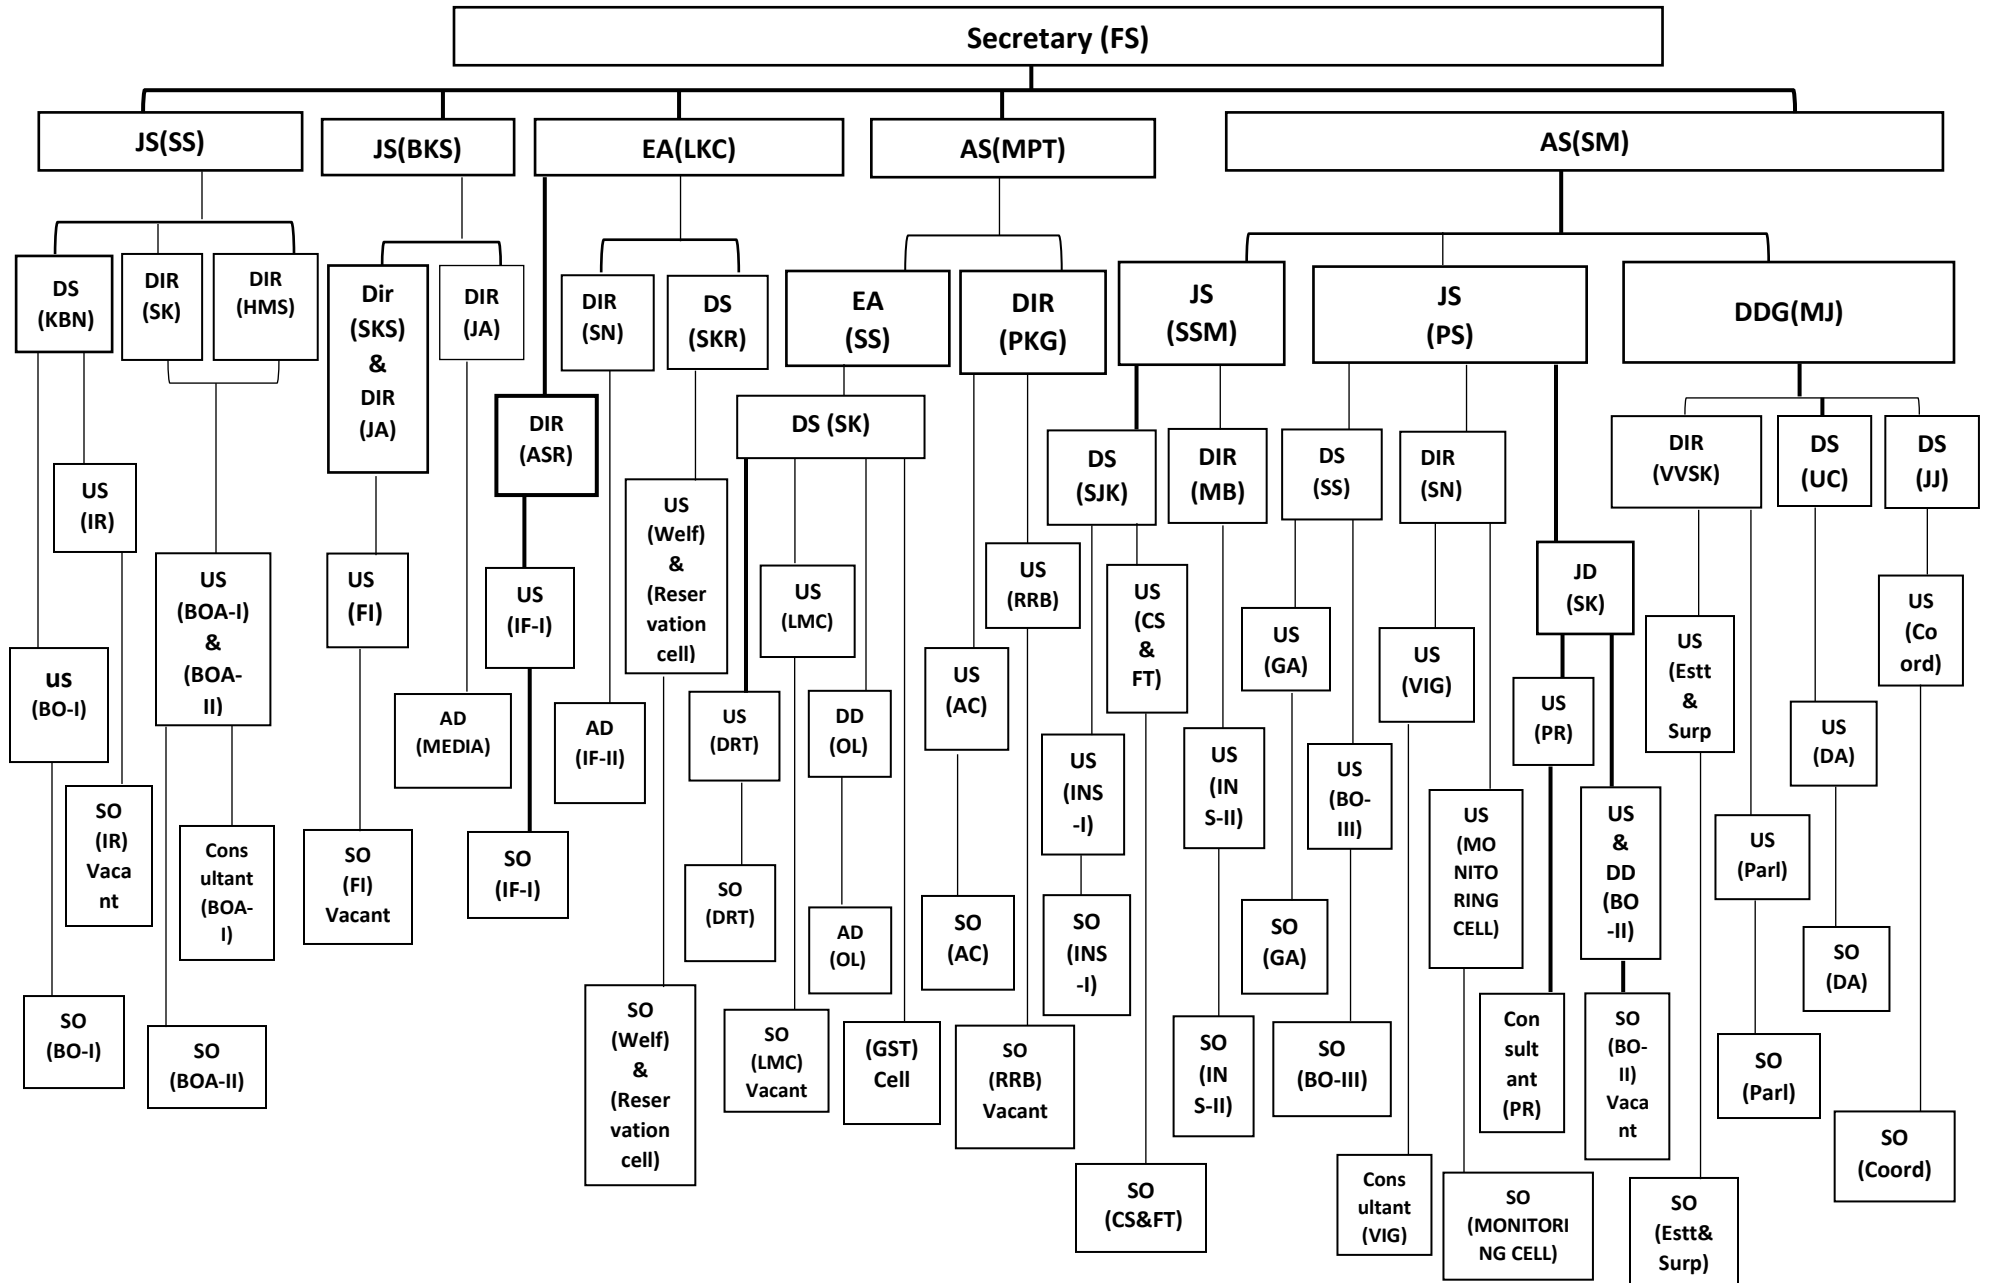 Secretary (FS)
JS(SS)
JS(BKS)
EA(LKC)
AS(MPT)
AS(SM)
DS
(KBN)
DIR
(SK)
DIR
(HMS)
Dir
(SKS)
&
DIR
(JA)
DIR
(JA)
DIR
(ASR)
DIR
(SN)
DS
(SKR)
EA
(SS)
DIR
(PKG)
JS
(SSM)
JS
(PS)
DDG(MJ)
DS (SK)
DS
(SJK)
DIR
(MB)
DS
(SS)
DIR
(SN)
JD
(SK)
DIR
(VVSK)
DS
(UC)
DS
(JJ)
US
(IR)
us
(BO-I)
US
(BOA-I)
&
(BOA-
II)
US
(FI)
AD
(MEDIA)
US
(IF-I)
AD
(IF-II)
US
(Welf)
&
(Reser
vation
cell)
US
(DRT)
US
(LMC)
DD
(OL)
US
(AC)
US
(RRB)
US
(INS
-I)
US
(CS
&
FT)
US
(IN
S-II)
US
(GA)
US
(BO-
III)
US
(VIG)
US
(MO
NITO
RING
CELL)
US
(PR)
US
&
DD
(BO
-II)
US
(Estt
&
Surp
US
(Parl)
US
(DA)
US
(Co
ord)
SO
(IR)
Vaca
nt
Cons
ultant
(BOA-
I)
SO
(BO-I)
SO
(BOA-II)
SO
(FI)
Vacant
SO
(IF-I)
SO
(Welf)
&
(Reser
vation
cell)
SO
(DRT)
SO
(LMC)
Vacant
AD
(OL)
(GST)
Cell
SO
(AC)
SO
(RRB)
Vacant
SO
(INS
-I)
SO
(CS&FT)
SO
(IN
S-II)
SO
(GA)
SO
(BO-III)
Cons
ultant
(VIG)
SO
(MONITORI
NG CELL)
Con
sult
ant
(PR)
SO
(BO-
II)
Vaca
nt
SO
(Estt&
Surp)
SO
(Parl)
SO
(DA)
SO
(Coord)